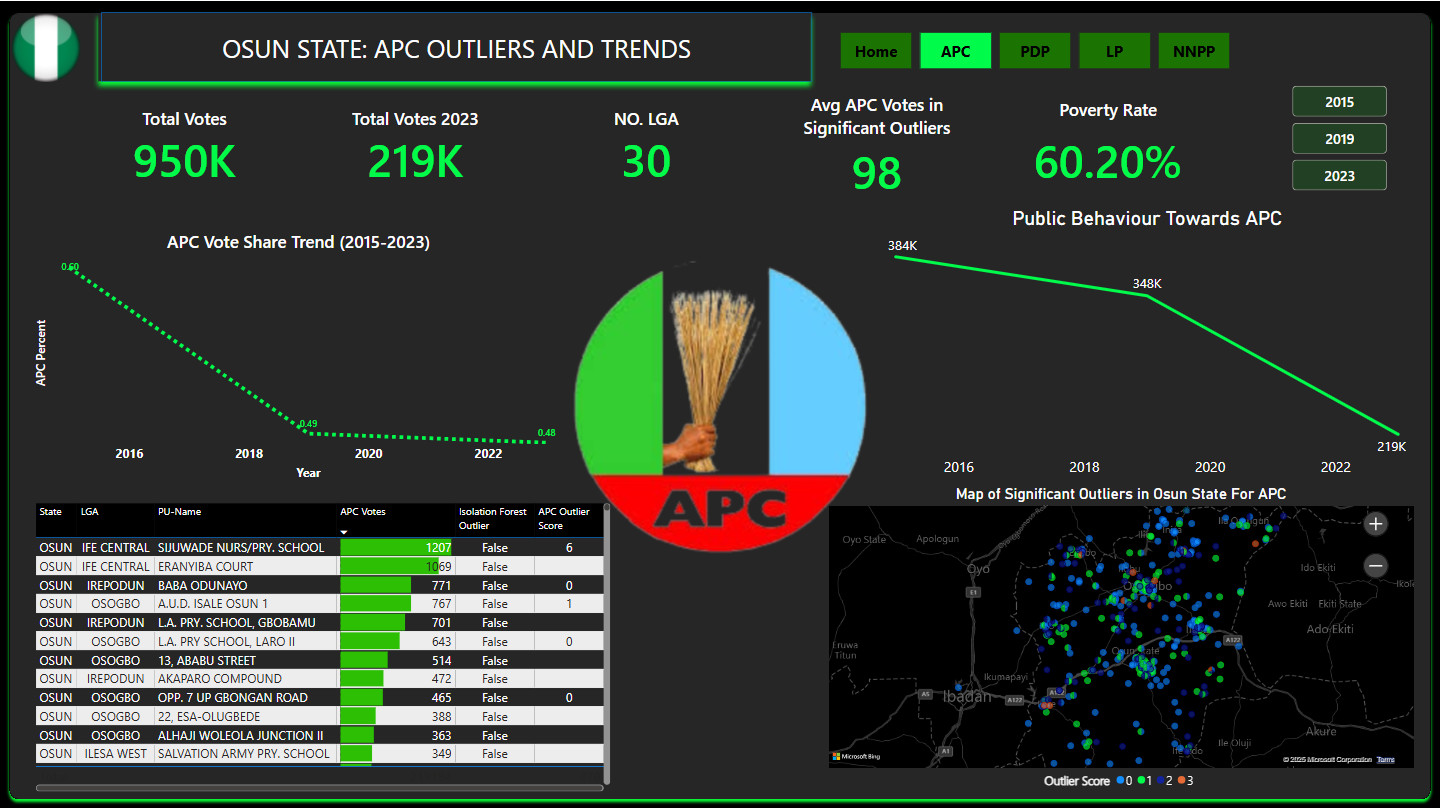 OSUN STATE: APC OUTLIERS AND TRENDS
Home
APC
PDP
LP
NNPP
Total Votes
950K
Total Votes 2023
219K
NO. LGA
30
Avg APC Votes in
Significant Outliers
98
Poverty Rate
60.20%
2015
2019
2023
APC Vote Share Trend (2015-2023)
APC Percent
0.60
0.49
0.48
2016 2018 2020 2022
Year
APC
Public Behaviour Towards APC
384K
348K
219K
2016 2018 2020 2022
State LGA PU-Name APC Votes Isolation Forest Outlier APC Outlier Score
OSUN IFE CENTRAL SIJUWADE NURS/PRY. SCHOOL 1207 False 6
OSUN IFE CENTRAL ERANYIBA COURT 1069 False
OSUN IREPODUN BABA ODUNAYO 771 False 0
OSUN OSOGBO A.U.D. ISALE OSUN 1 767 False 1
OSUN IREPODUN L.A. PRY. SCHOOL, GBOBAMU 701 False
OSUN OSOGBO L.A. PRY SCHOOL, LARO II 643 False 0
OSUN OSOGBO 13, ABABU STREET 514 False
OSUN IREPODUN AKAPARO COMPOUND 472 False
OSUN OSOGBO OPP. 7 UP GBONGAN ROAD 465 False 0
OSUN OSOGBO 22, ESA-OLUGBEDE 388 False
OSUN OSOGBO ALHAJI WOLEOLA JUNCTION II 363 False
OSUN ILESA WEST SALVATION ARMY PRY. SCHOOL 349 False
Map of Significant Outliers in Osun State For APC
Oyo State
Apologun
Oyo
E1
Ido Ekiti
Awo Ekiti
Ekiti State
Ado Ekiti
A122
Osun State
Eruwa
Titun
Ikumapayi
A5
Ibadan
A122
Akure
Ile Oluji
A1
Microsoft Bing
© 2025 Microsoft Corporation Terms
Outlier Score 0 1 2 3